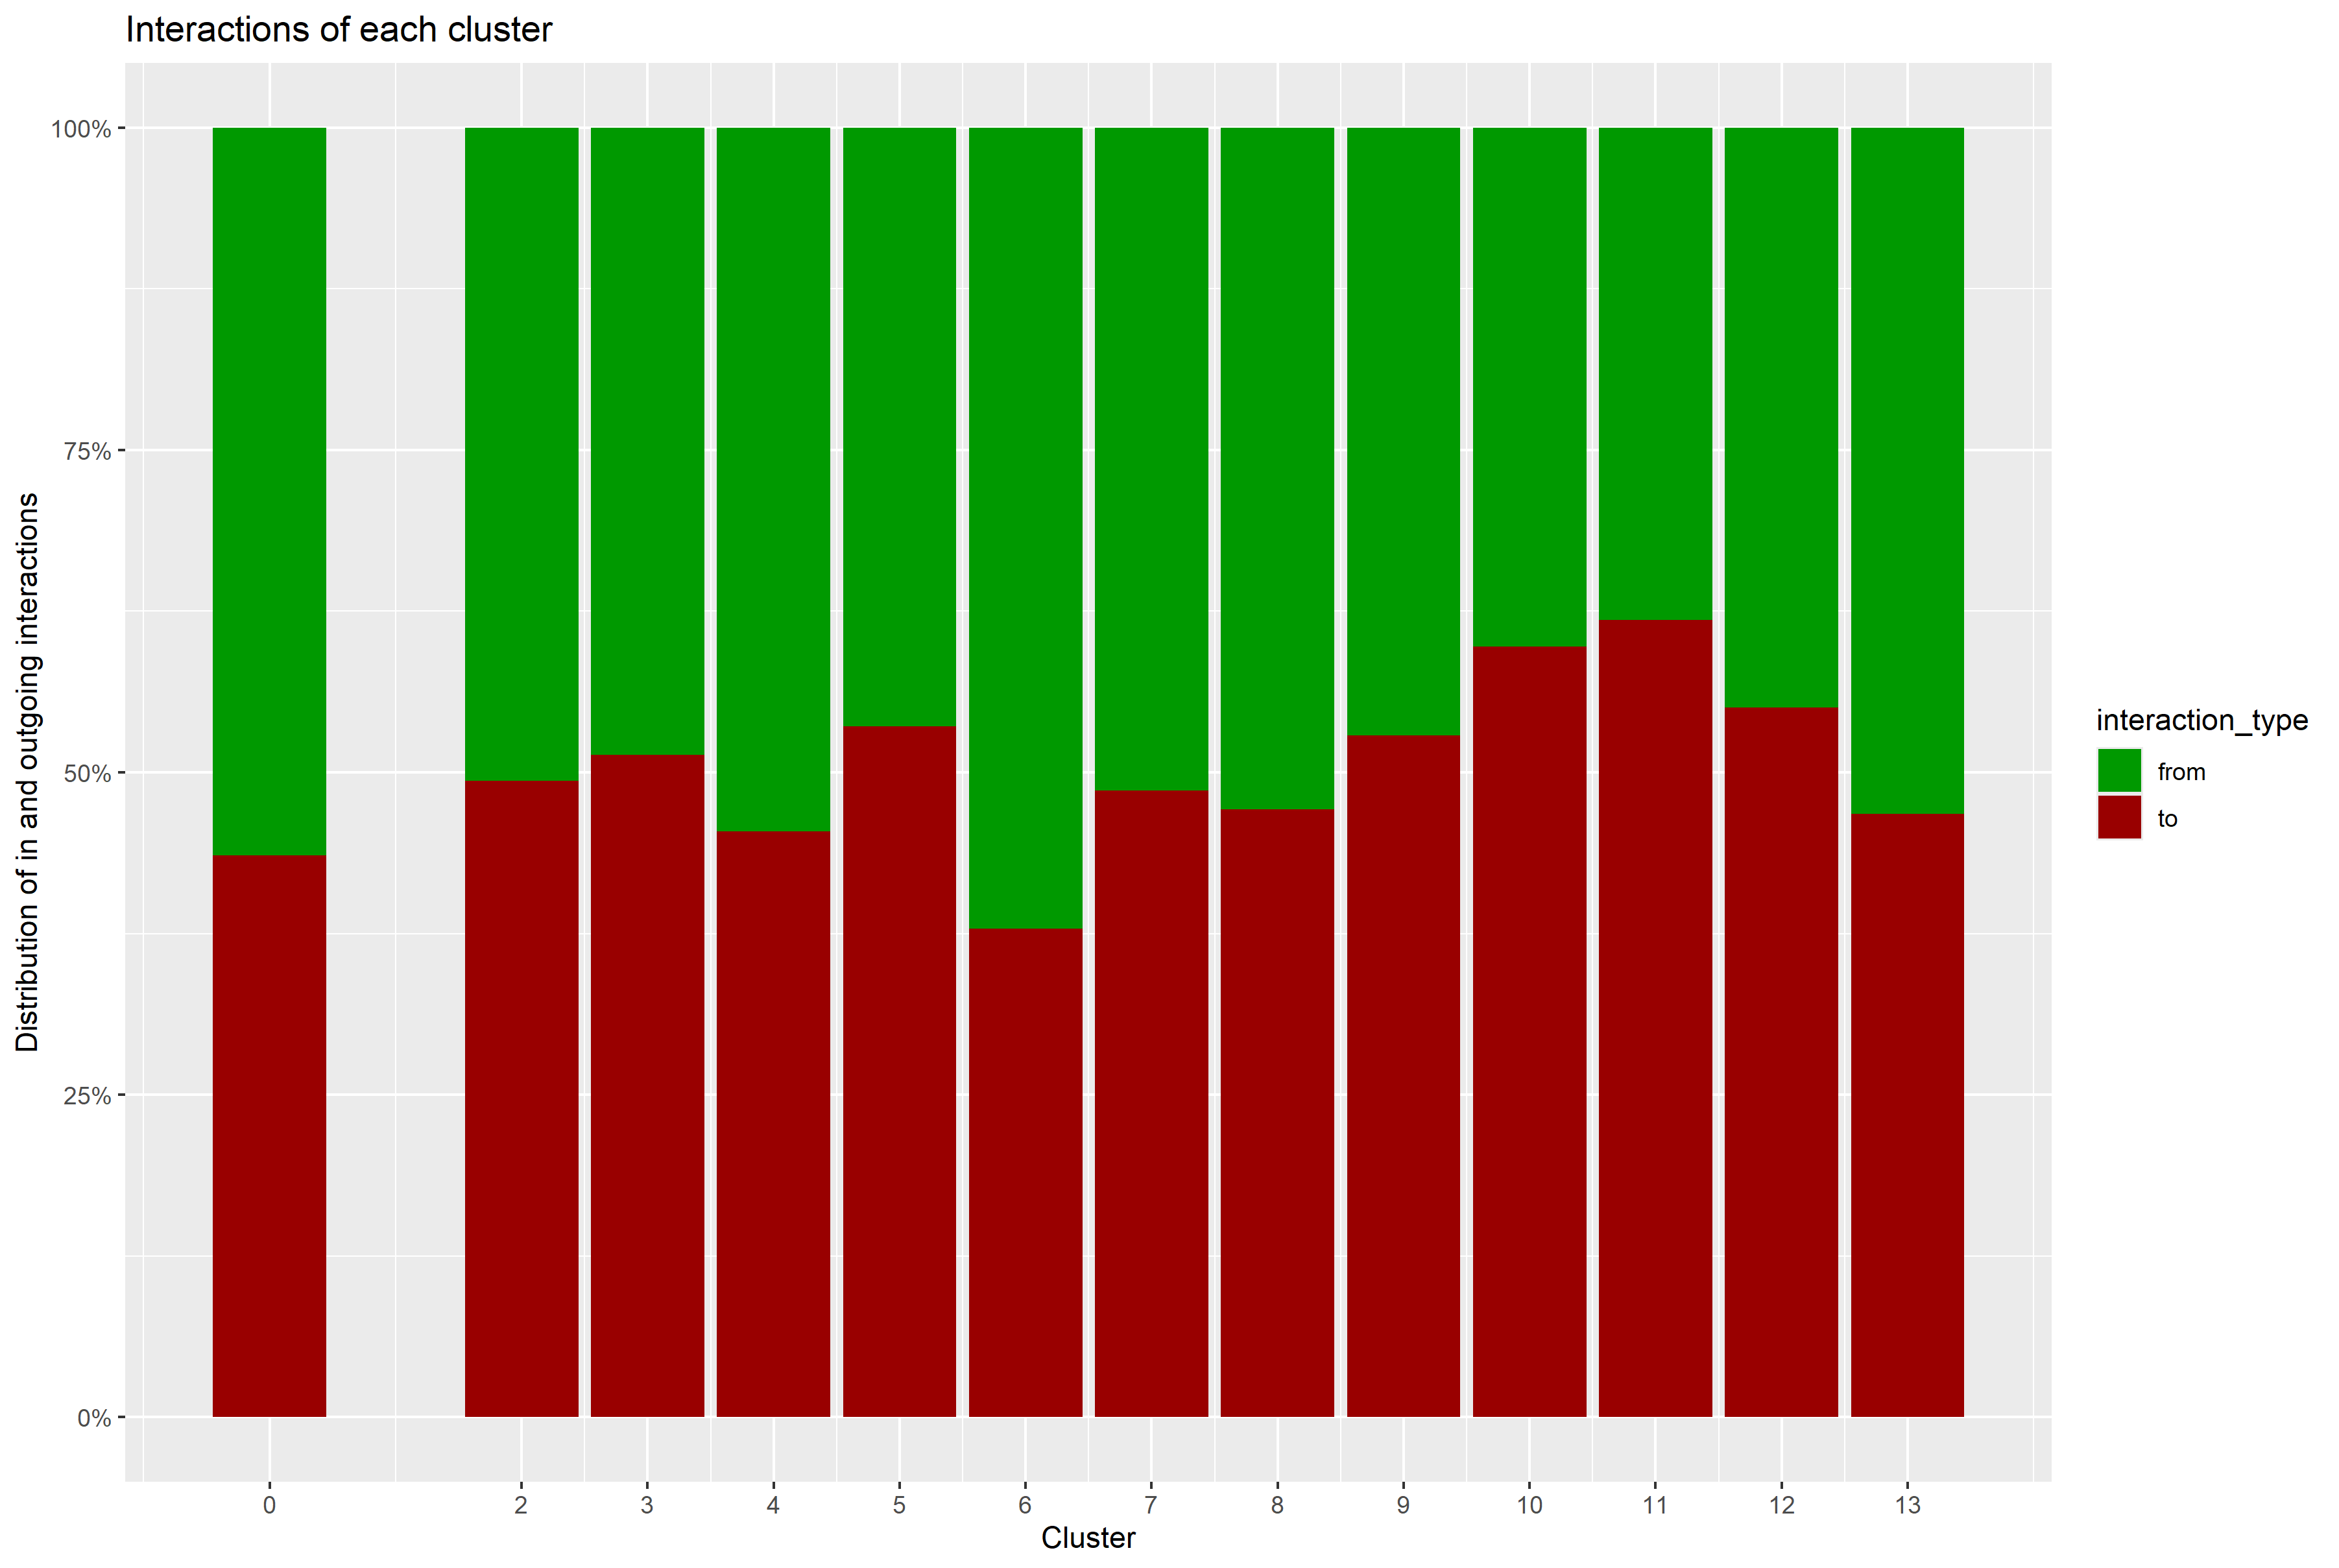 Interactions of each cluster
Distribution of in and outgoing interactions
100%
75%
50%
25%
0%
0 2 3 4 5 6 7 8 9 10 11 12 13
Cluster
interaction_type
from
to